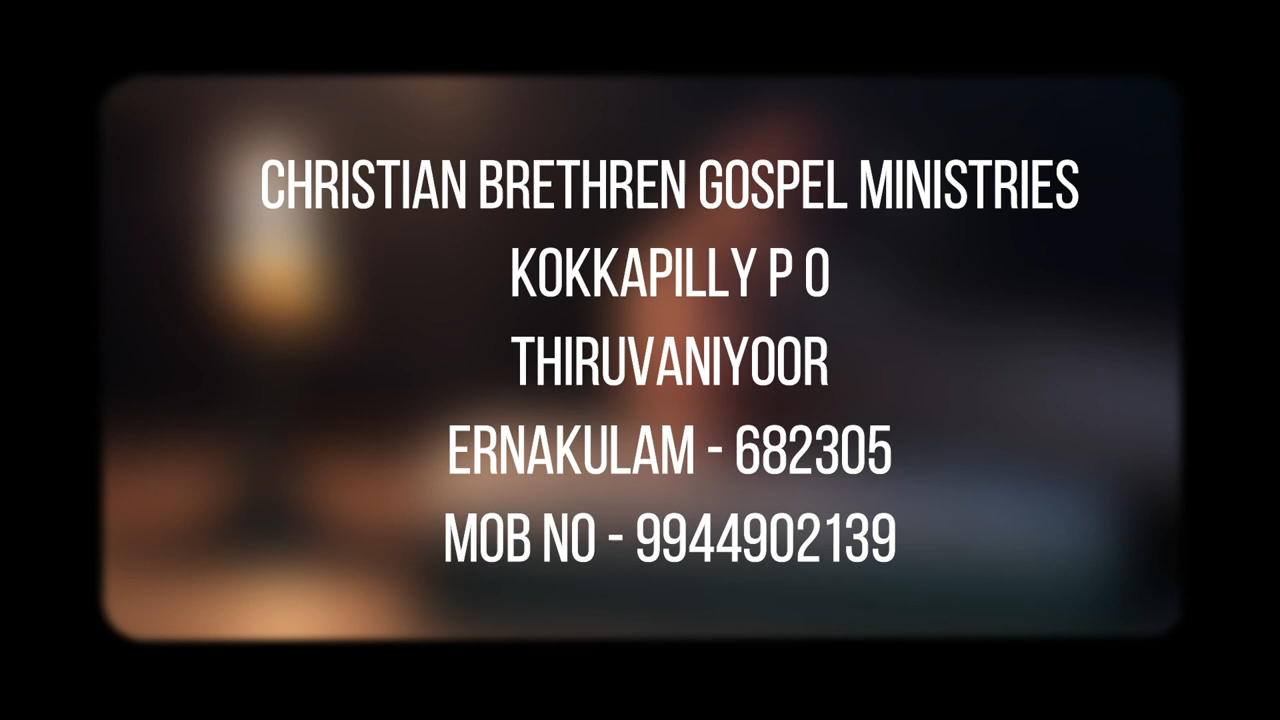 CHRISTIAN BRETHREN GOSPEL MINISTRIES
KOKKAPILLY P O
THIRUVANIYOOR
ERNAKULAM - 682305
MOB NO - 9944902139